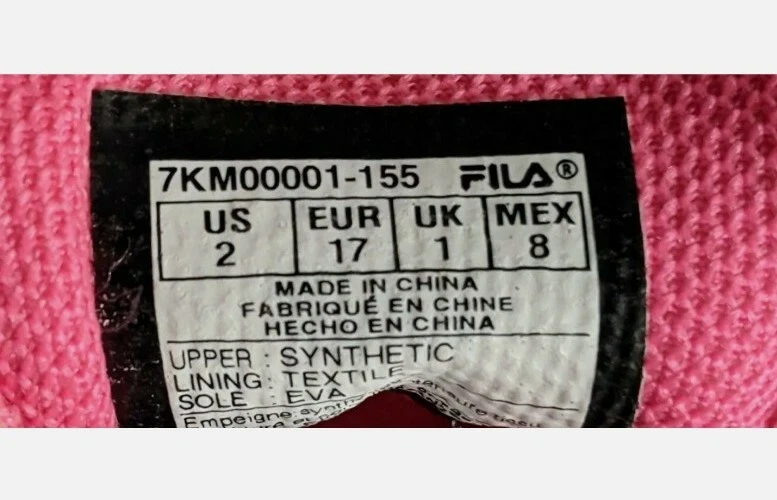 7KM00001-155 FILA®
US EUR UK MEX
2 17 1 8
MADE IN CHINA
FABRIQUÉ EN CHINE
HECHO EN CHINA
UPPER : SYNTHETIC
LINING : TEXTILE
SOLE : EVA
Empeigne